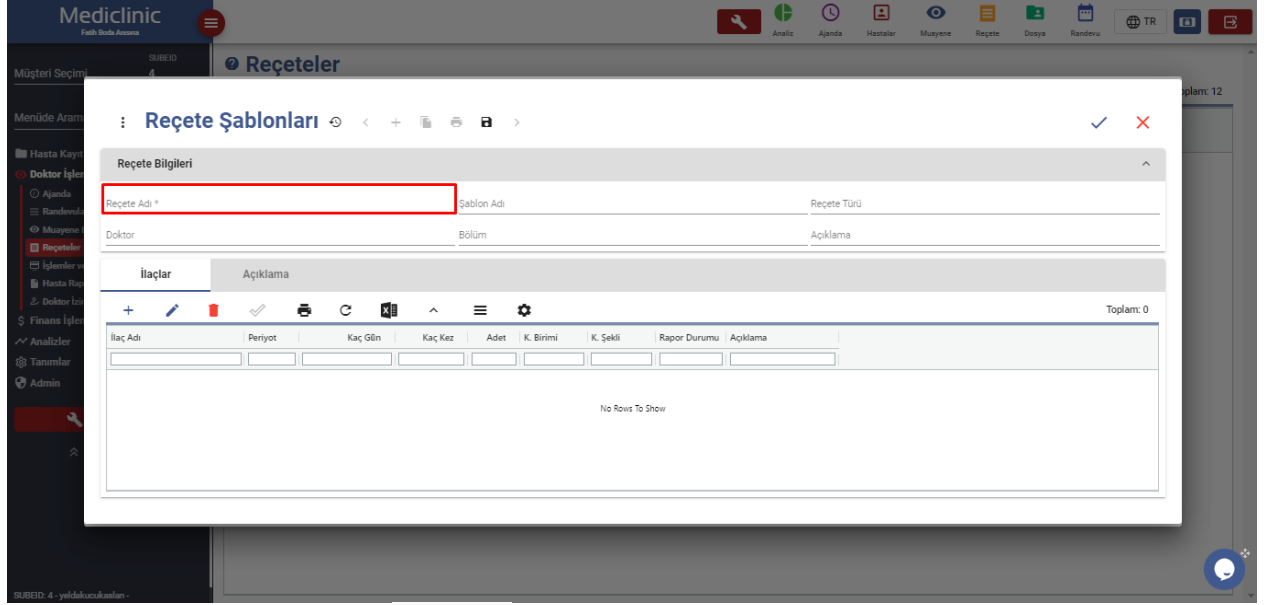 Mediclinic
Fatih Boda Anısına
Analiz
Ajanda
Hastalar
Muayene
Reçete
Dosya
Randevu
TR
Müşteri Seçimi
SUBEID
4
Reçeteler
Toplam: 12
Menüde Aram
Hasta Kayıt
Doktor İşler
Ajanda
Randevula
Muayene
Reçeteler
İşlemler ve
Hasta Rap
Doktor İzin
Finans İşler
Analizler
Tanımlar
Admin
Reçete Şablonları
Reçete Bilgileri
Reçete Adı *
Şablon Adı
Reçete Türü
Doktor
Bölüm
Açıklama
İlaçlar
Açıklama
Toplam: 0
İlaç Adı
Periyot
Kaç Gün
Kaç Kez
Adet
K. Birimi
K. Şekli
Rapor Durumu
Açıklama
No Rows To Show
SUBEID: 4 - yeldakucukaslan -